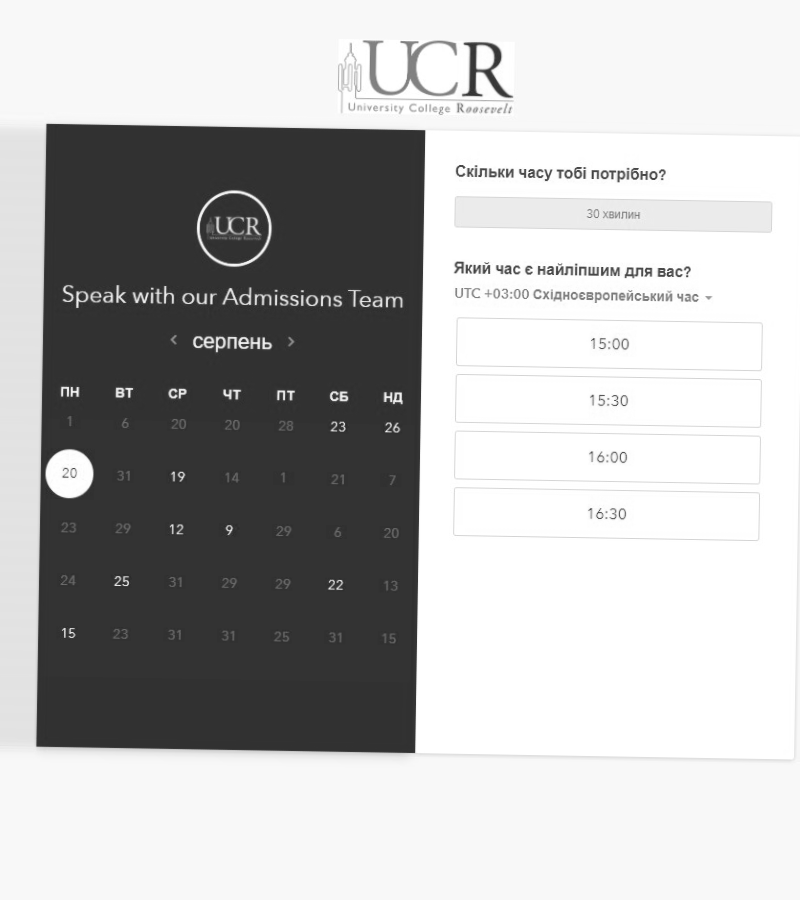 UCR
University College Roosevelt
UCR
Speak with our Admissions Team
серпень
ПН ВТ СР ЧТ ПТ СБ НД
1 6 20 20 28 23 26
20 31 19 14 1 21 7
23 29 12 9 29 6 20
24 25 31 29 29 22 13
15 23 31 31 25 31 15
Скільки часу тобі потрібно?
30 хвилин
Який час є найліпшим для вас?
UTC +03:00 Східноєвропейський час
15:00
15:30
16:00
16:30